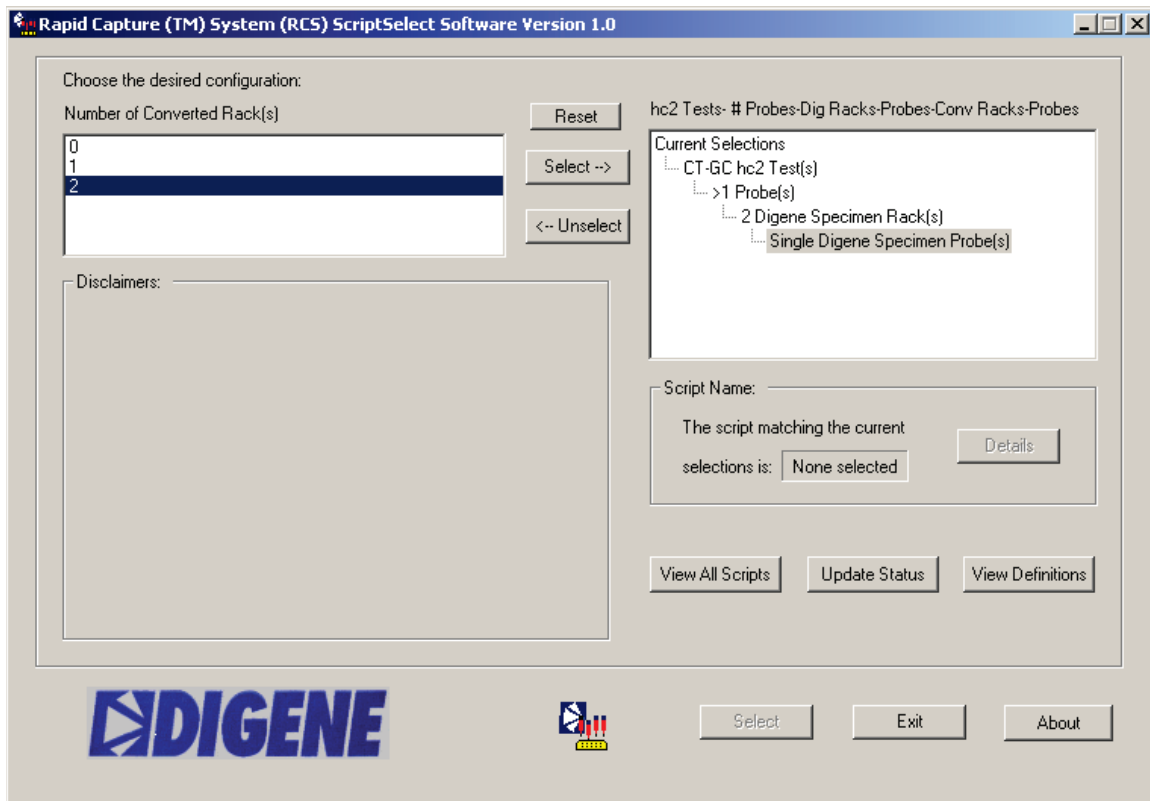 Rapid Capture (TM) System (RCS) ScriptSelect Software Version 1.0
Choose the desired configuration:
Number of Converted Rack(s)
0
1
2
Reset
Select -->
<-- Unselect
hc2 Tests- # Probes-Dig Racks-Probes-Conv Racks-Probes
Current Selections
CT-GC hc2 Test(s)
>1 Probe(s)
2 Digene Specimen Rack(s)
Single Digene Specimen Probe(s)
Disclaimers:
Script Name:
The script matching the current
selections is: None selected
Details
View All Scripts
Update Status
View Definitions
DIGENE
Select
Exit
About